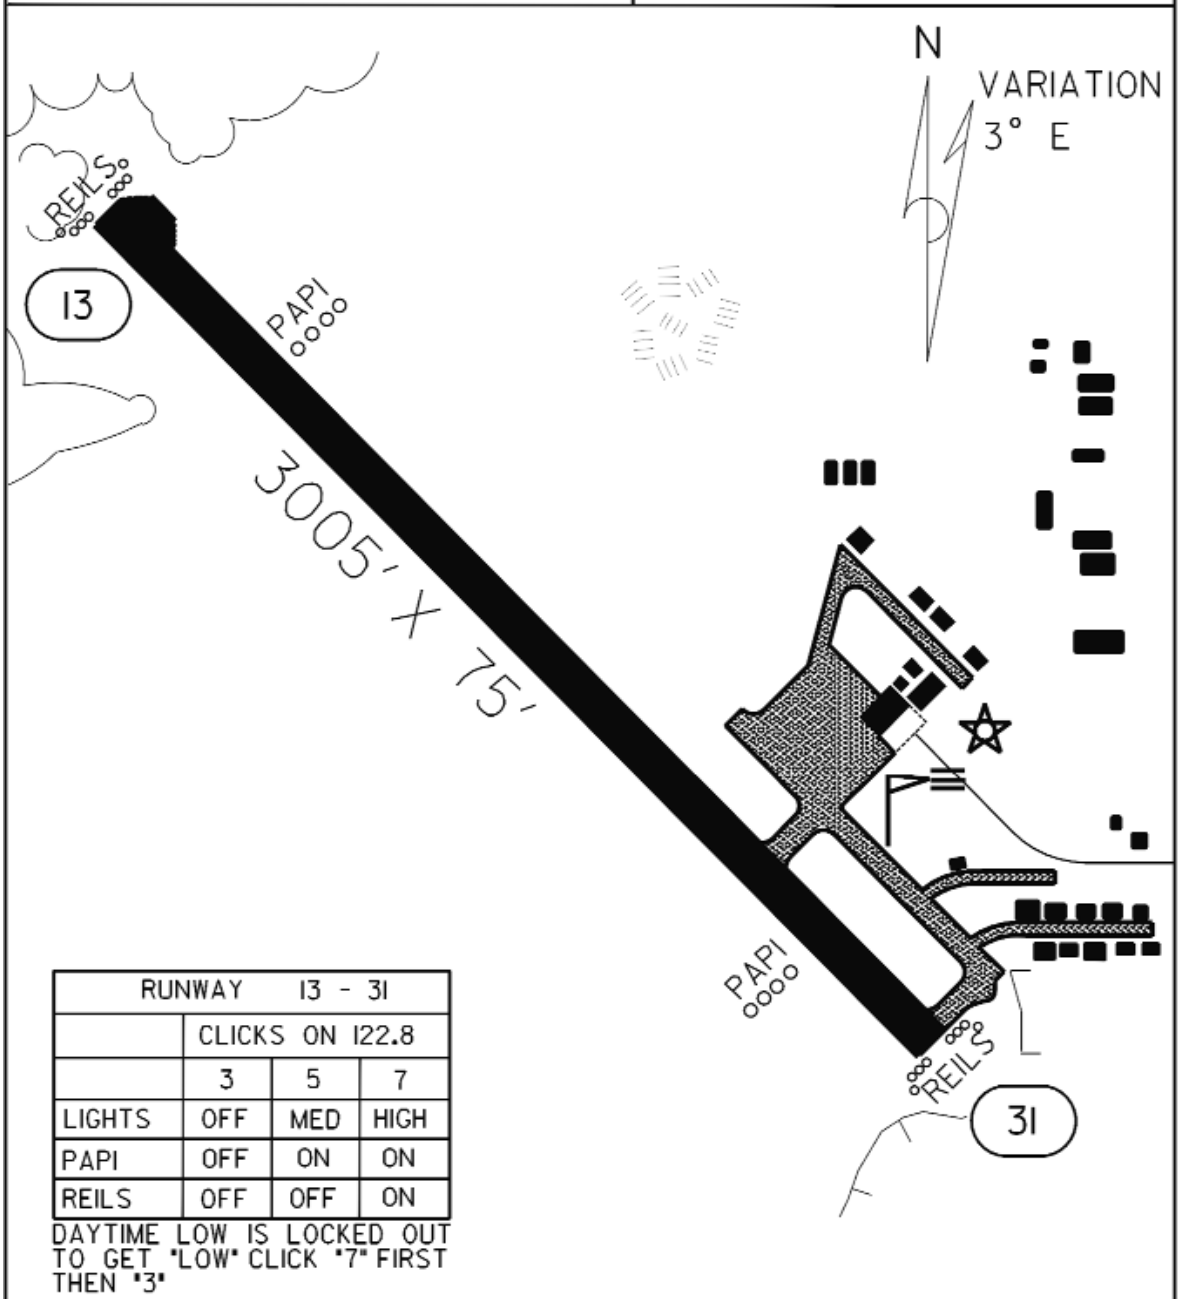 N
VARIATION
3° E
REILS
13
PAPI
3005' X 75'
PAPI
REILS
31
RUNWAY 13 - 31
CLICKS ON 122.8
3 5 7
LIGHTS OFF MED HIGH
PAPI OFF ON ON
REILS OFF OFF ON
DAYTIME LOW IS LOCKED OUT
TO GET "LOW" CLICK "7" FIRST
THEN "3"